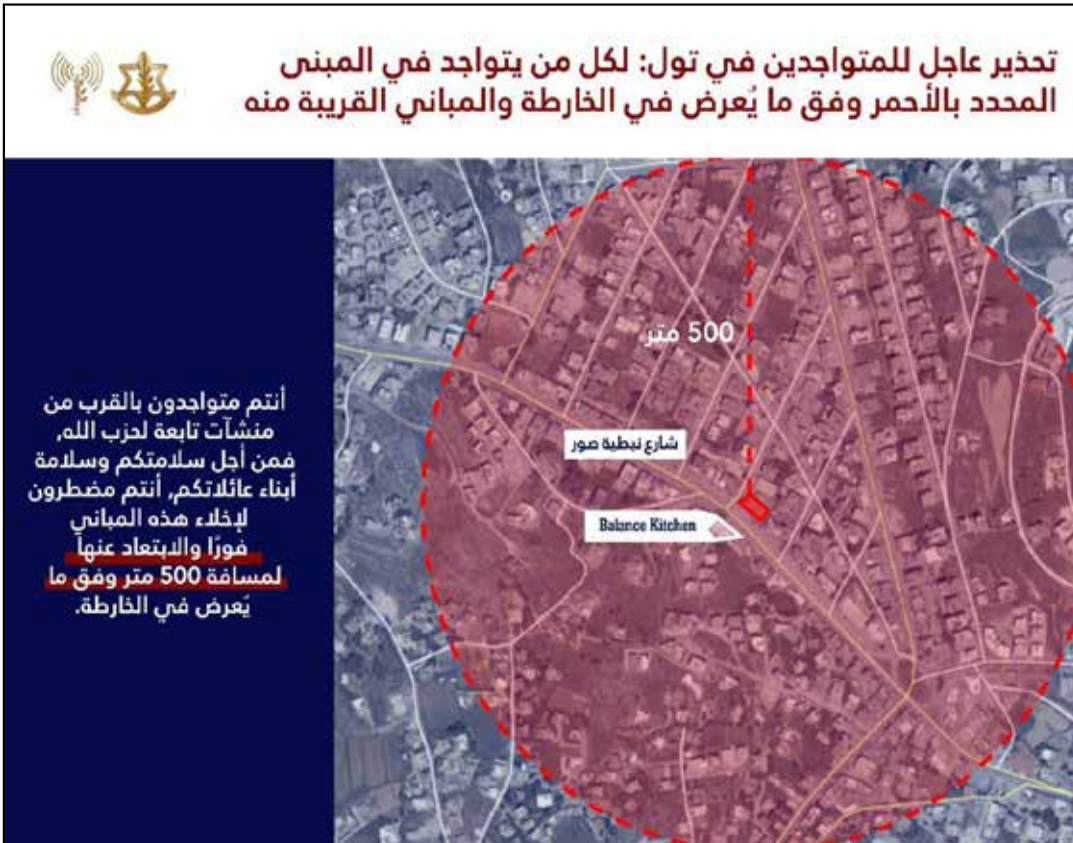 تحذير عاجل للمتواجدين في تول: لكل من يتواجد في المبنى
المحدد بالأحمر وفق ما يُعرض في الخارطة والمباني القريبة منه
500 متر
شارع نبطية صور
Balance Kitchen
أنتم متواجدون بالقرب من
منشآت تابعة لحزب الله,
فمن أجل سلامتكم وسلامة
أبناء عائلاتكم, أنتم مضطرون
لإخلاء هذه المباني
فورًا والابتعاد عنها
لمسافة 500 متر وفق ما
يُعرض في الخارطة.